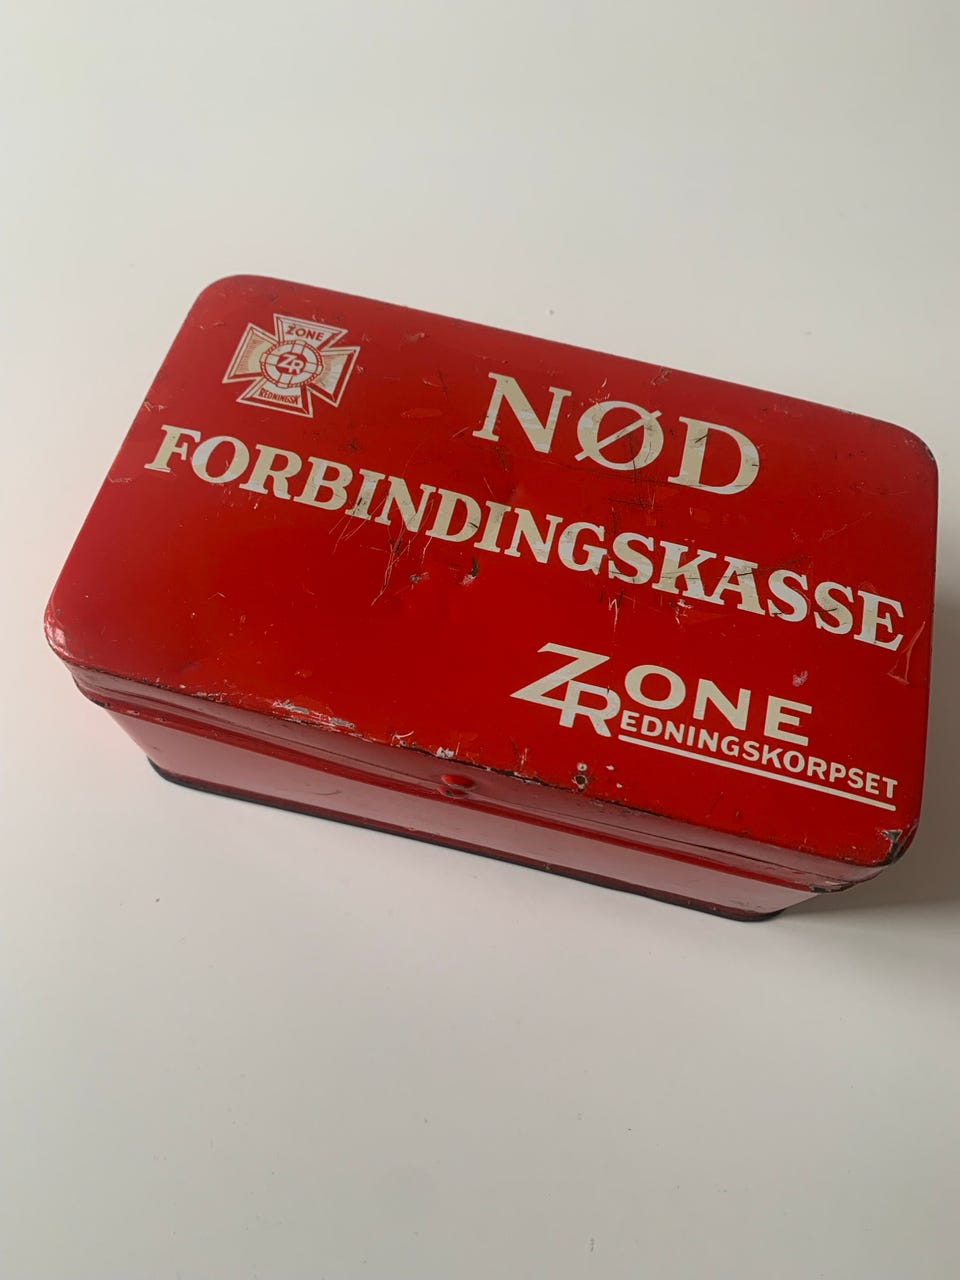 ZONE
ZR
REDNINGSK
NØD
FORBINDINGSKASSE
ZONE
REDNINGSKORPSET